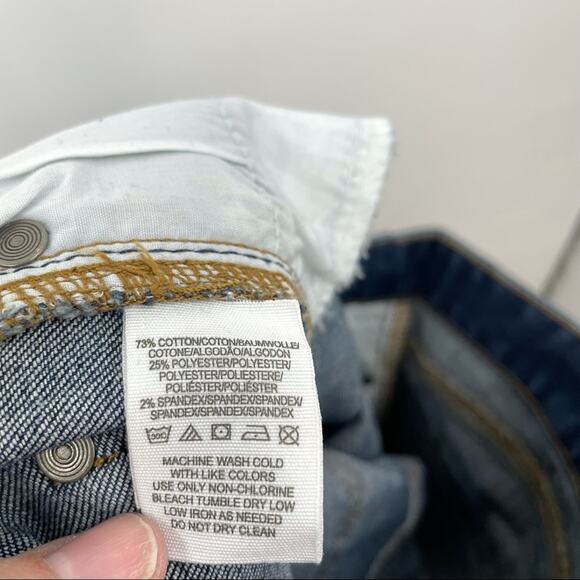 73% COTTON/COTON/BAUMWOLLE/
COTONE/ALGODÃO/ALGODON
25% POLYESTER/POLYESTER/
POLYESTER/POLIESTERE/
POLIÉSTER/POLIÉSTER
2% SPANDEX/SPANDEX/SPANDEX/
SPANDEX/SPANDEX/SPANDEX
MACHINE WASH COLD
WITH LIKE COLORS
USE ONLY NON-CHLORINE
BLEACH TUMBLE DRY LOW
LOW IRON AS NEEDED
DO NOT DRY CLEAN